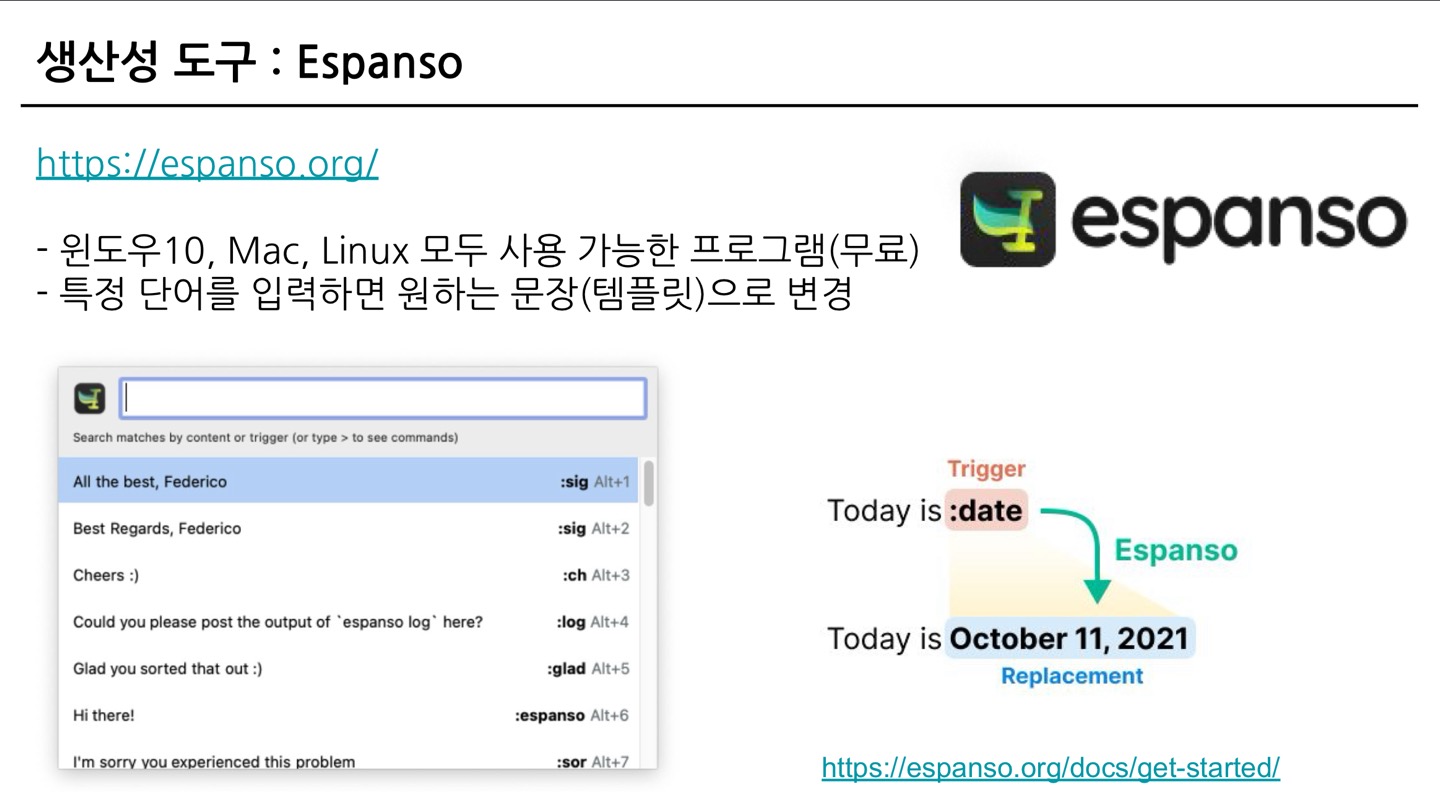 생산성 도구 : Espanso
https://espanso.org/
- 윈도우10, Mac, Linux 모두 사용 가능한 프로그램(무료)
- 특정 단어를 입력하면 원하는 문장(템플릿)으로 변경
espanso
Search matches by content or trigger (or type > to see commands)
All the best, Federico :sig Alt+1
Best Regards, Federico :sig Alt+2
Cheers :) :ch Alt+3
Could you please post the output of `espanso log` here? :log Alt+4
Glad you sorted that out :) :glad Alt+5
Hi there! :espanso Alt+6
I'm sorry you experienced this problem :sor Alt+7
Trigger
Today is :date
Espanso
Today is October 11, 2021
Replacement
https://espanso.org/docs/get-started/